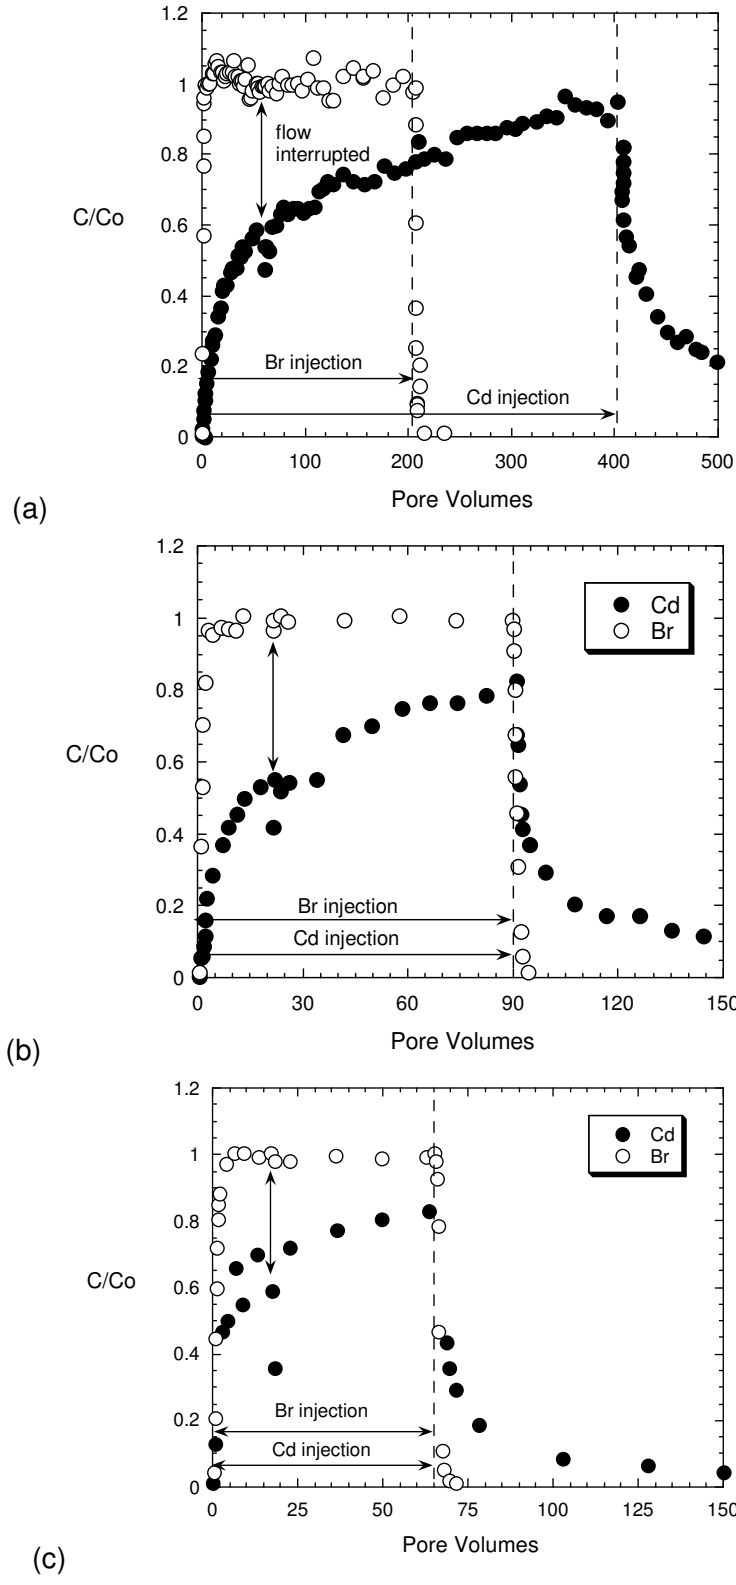 1.2
1
0.8
0.6
0.4
0.2
0
C/Co
flow
interrupted
Br injection
Cd injection
0 100 200 300 400 500
Pore Volumes
(a)
1.2
1
0.8
0.6
0.4
0.2
0
C/Co
Cd
Br
Br injection
Cd injection
0 30 60 90 120 150
Pore Volumes
(b)
1.2
1
0.8
0.6
0.4
0.2
0
C/Co
Cd
Br
Br injection
Cd injection
0 25 50 75 100 125 150
Pore Volumes
(c)